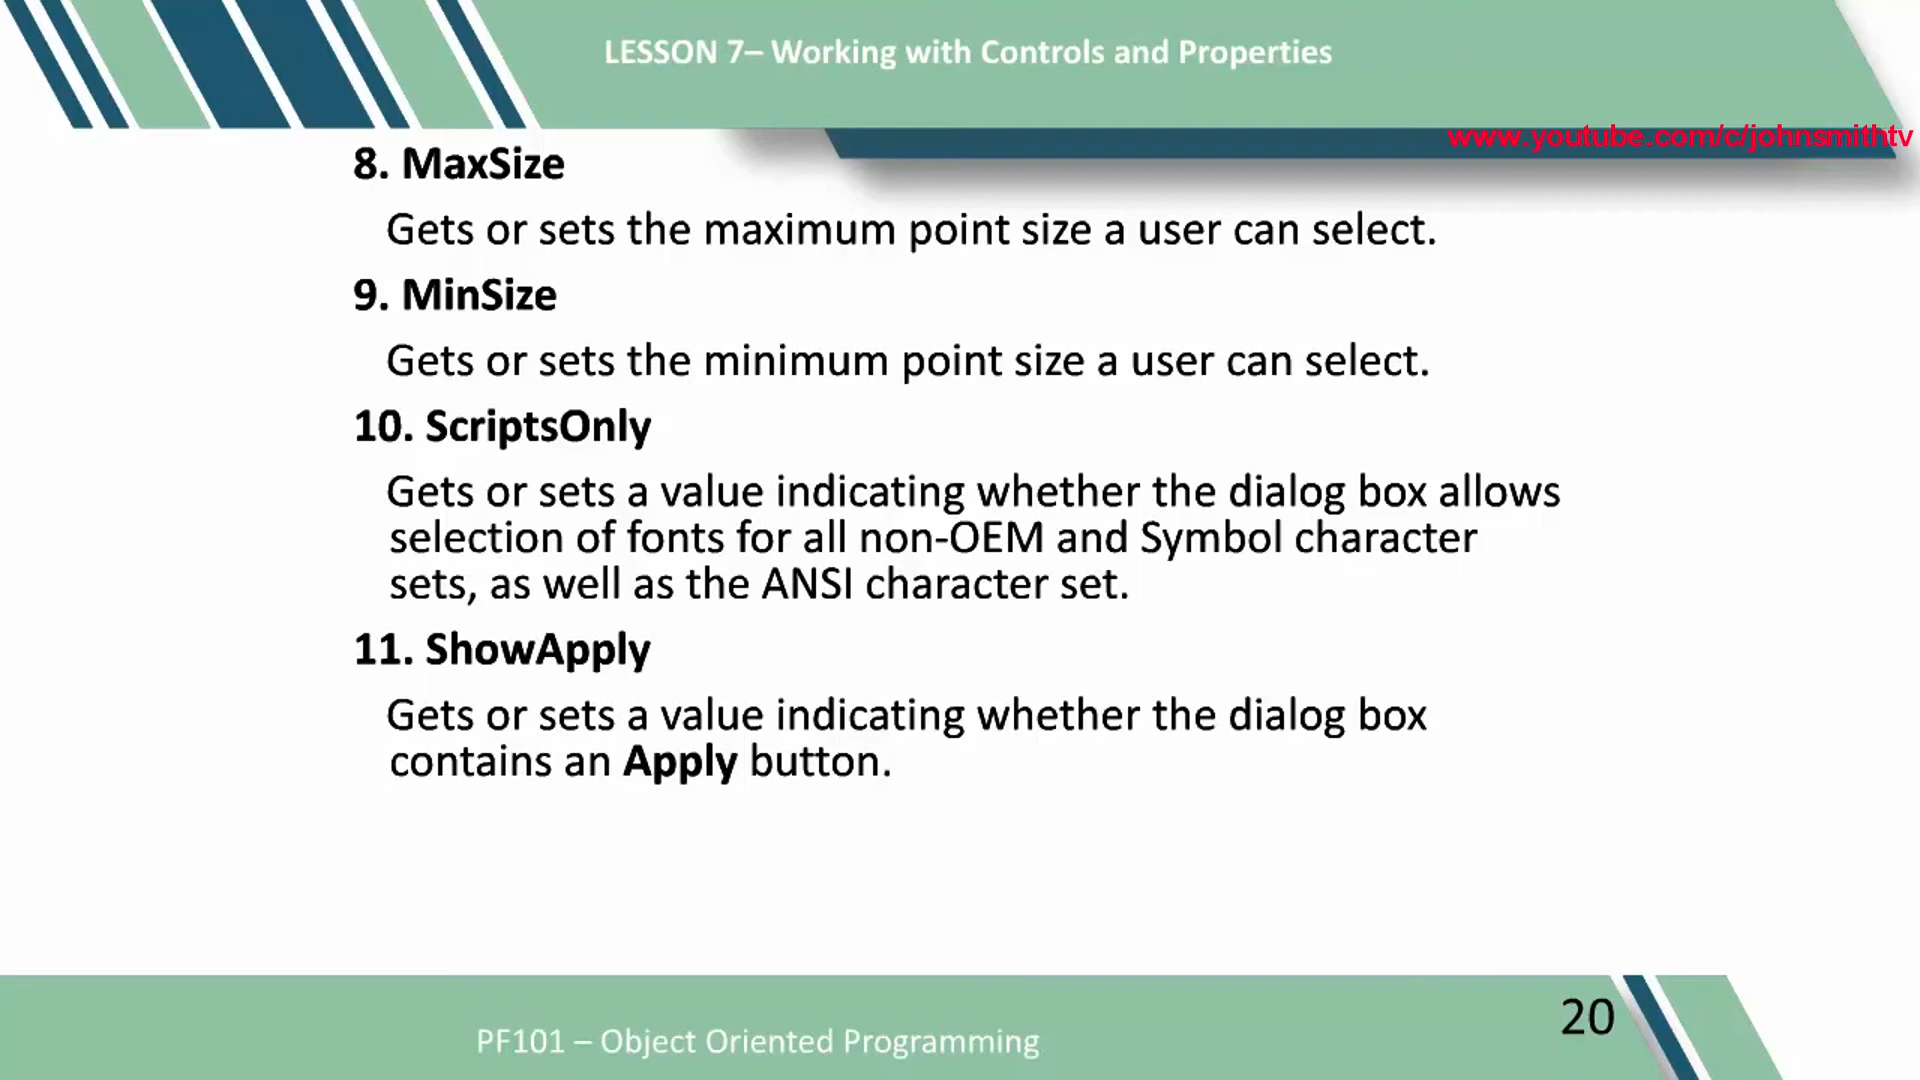 LESSON 7– Working with Controls and Properties
www.youtube.com/c/johnsmithtv
8. MaxSize
Gets or sets the maximum point size a user can select.
9. MinSize
Gets or sets the minimum point size a user can select.
10. ScriptsOnly
Gets or sets a value indicating whether the dialog box allows
selection of fonts for all non-OEM and Symbol character
sets, as well as the ANSI character set.
11. ShowApply
Gets or sets a value indicating whether the dialog box
contains an Apply button.
20
PF101 – Object Oriented Programming